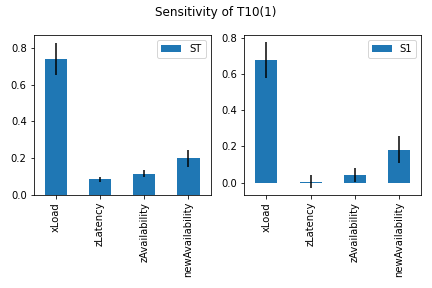 Sensitivity of T10(1)
ST
0.8
0.6
0.4
0.2
0.0
xLoad
zLatency
zAvailability
newAvailability
S1
0.8
0.6
0.4
0.2
0.0
xLoad
zLatency
zAvailability
newAvailability